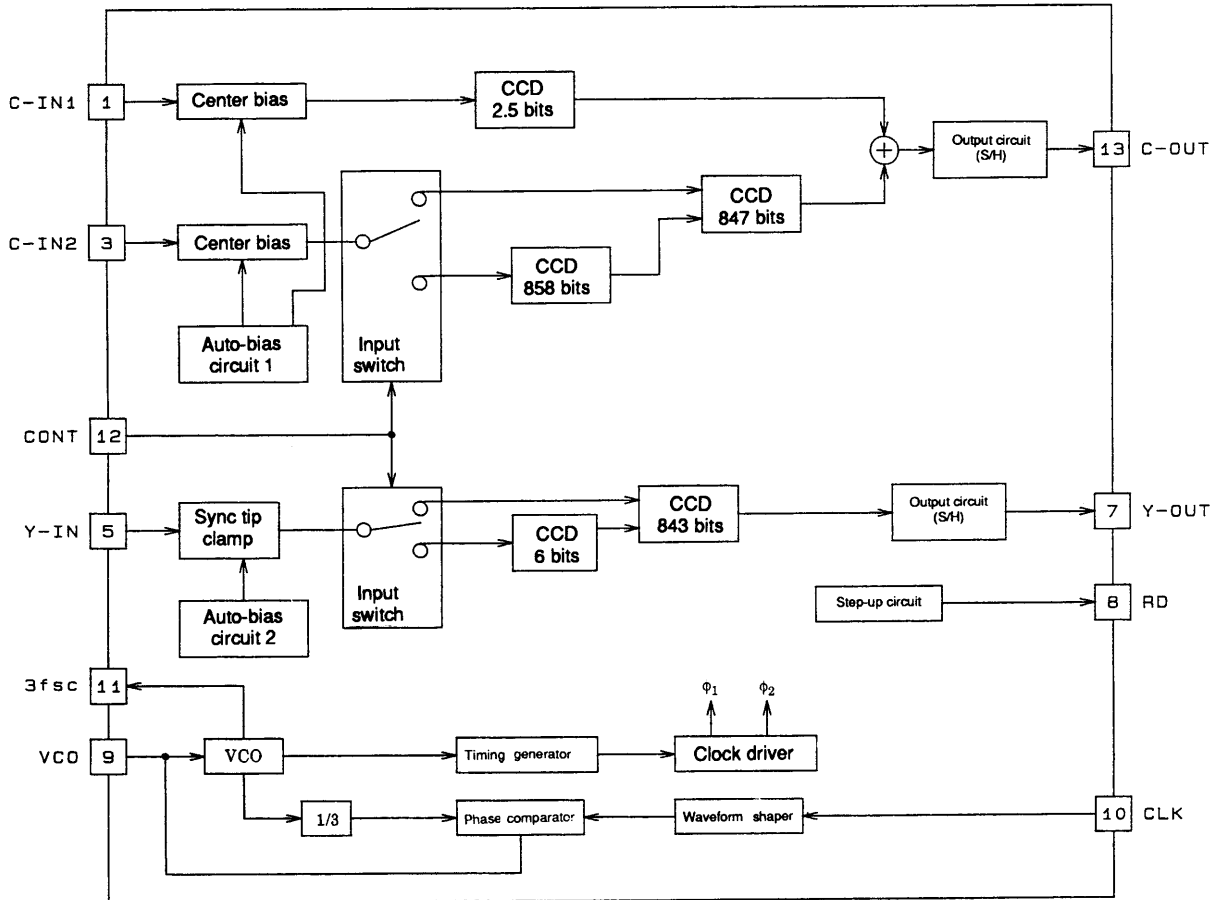 C-IN1
1
Center bias
CCD
2.5 bits
+
Output circuit
(S/H)
13
C-OUT
C-IN2
3
Center bias
CCD
847 bits
CCD
858 bits
Auto-bias
circuit 1
Input
switch
CONT
12
Y-IN
5
Sync tip
clamp
CCD
843 bits
CCD
6 bits
Output circuit
(S/H)
7
Y-OUT
Auto-bias
circuit 2
Input
switch
Step-up circuit
8
RD
3fsc
11
ϕ1
ϕ2
VCO
9
VCO
Timing generator
Clock driver
1/3
Phase comparator
Waveform shaper
10
CLK